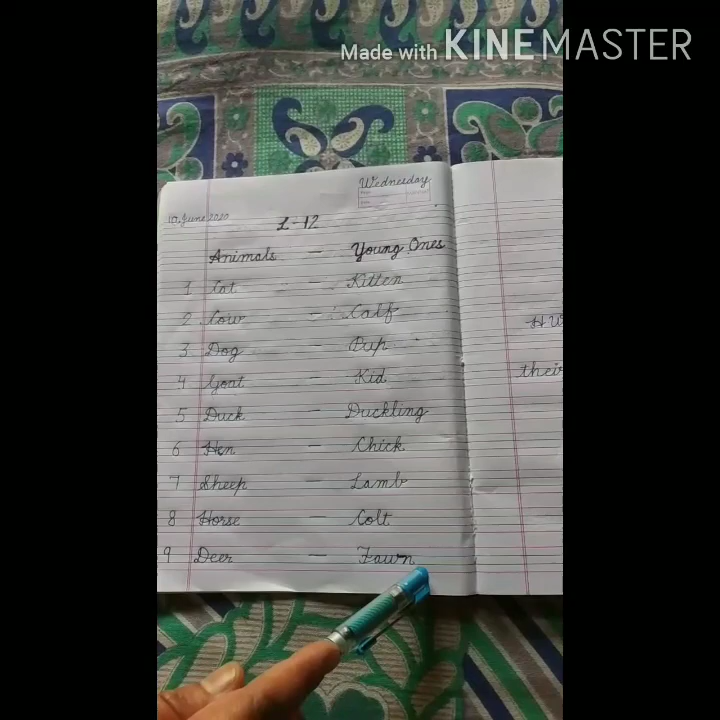 Made with KINEMASTER
Wednesday
10, June 2020
L-12
Animals - Young Ones
1 Cat - Kitten
2 Cow - Calf
3 Dog - Pup
4 Goat - Kid
5 Duck - Duckling
6 Hen - Chick
7 Sheep - Lamb
8 Horse - Colt
9 Deer - Fawn
HW
their